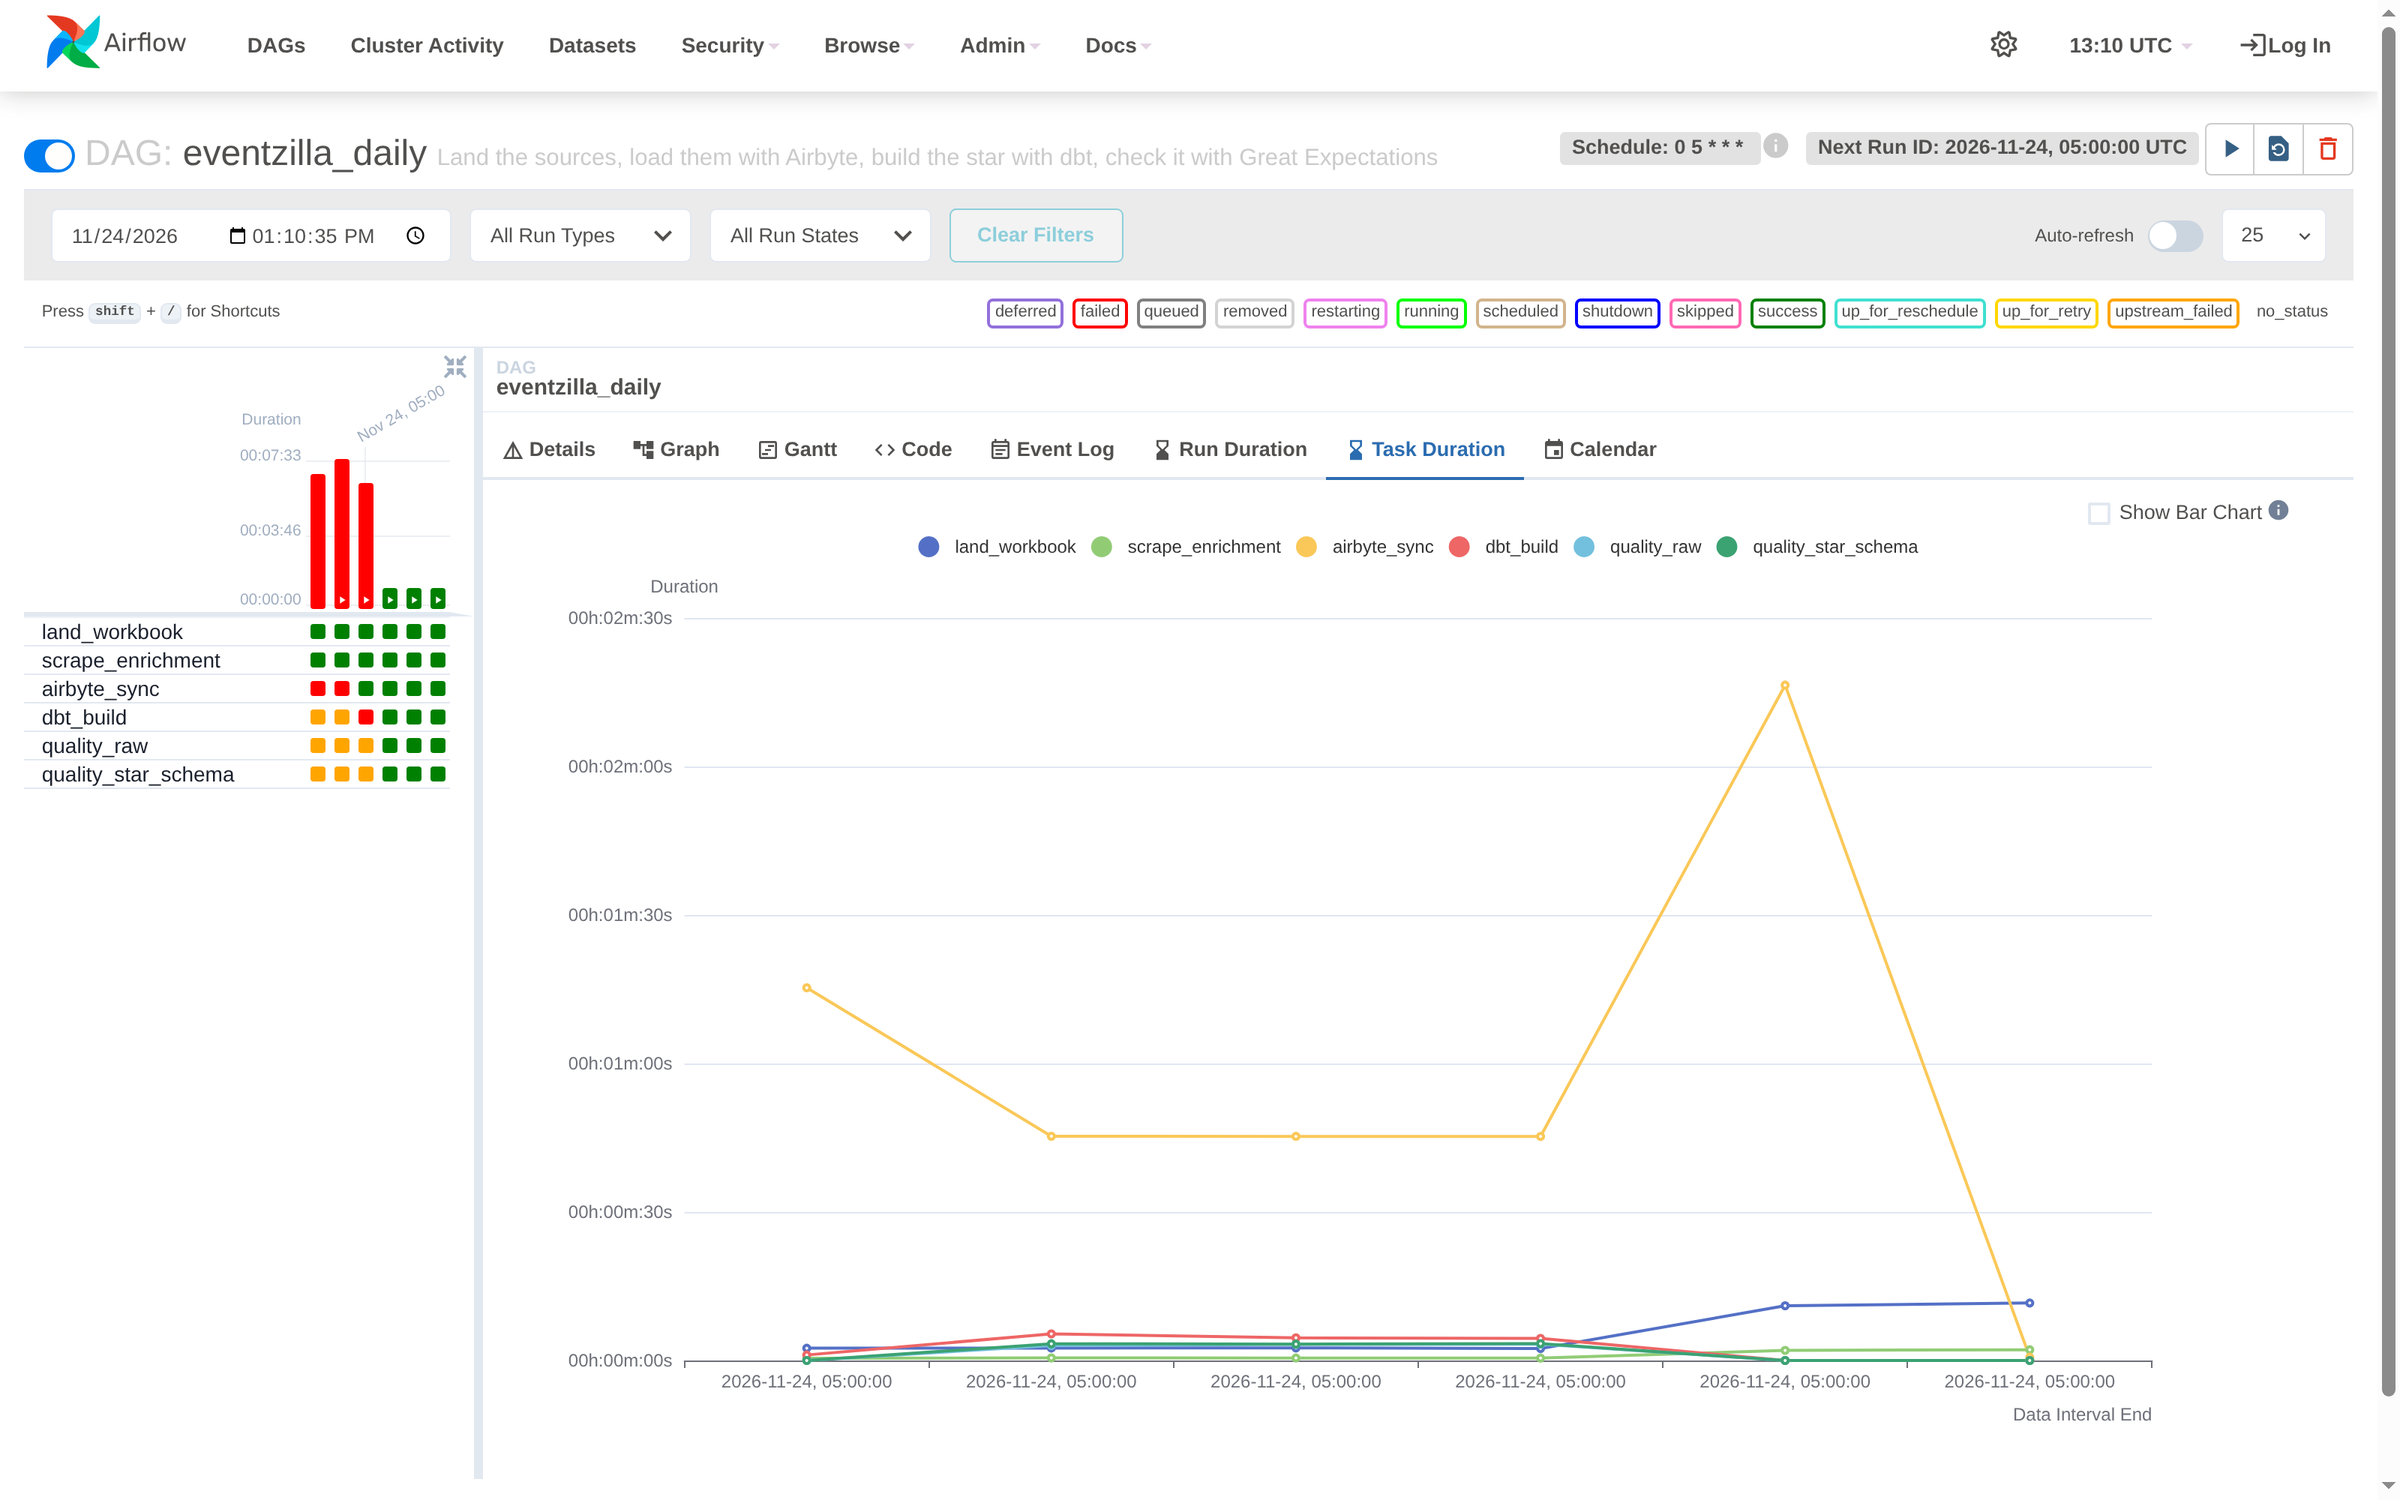 Airflow
DAGs Cluster Activity Datasets Security Browse Admin Docs 13:10 UTC Log In
DAG: eventzilla_daily Land the sources, load them with Airbyte, build the star with dbt, check it with Great Expectations Schedule: 0 5 * * * Next Run ID: 2026-11-24, 05:00:00 UTC
11/24/2026 01:10:35 PM All Run Types All Run States Clear Filters Auto-refresh 25
Press shift + / for Shortcuts deferred failed queued removed restarting running scheduled shutdown skipped success up_for_reschedule up_for_retry upstream_failed no_status
Nov 24, 05:00
Duration
00:07:33
00:03:46
00:00:00
land_workbook
scrape_enrichment
airbyte_sync
dbt_build
quality_raw
quality_star_schema
DAG
eventzilla_daily
Details Graph Gantt Code Event Log Run Duration Task Duration Calendar
Show Bar Chart
land_workbook scrape_enrichment airbyte_sync dbt_build quality_raw quality_star_schema
Duration
00h:02m:30s
00h:02m:00s
00h:01m:30s
00h:01m:00s
00h:00m:30s
00h:00m:00s
2026-11-24, 05:00:00 2026-11-24, 05:00:00 2026-11-24, 05:00:00 2026-11-24, 05:00:00 2026-11-24, 05:00:00 2026-11-24, 05:00:00
Data Interval End